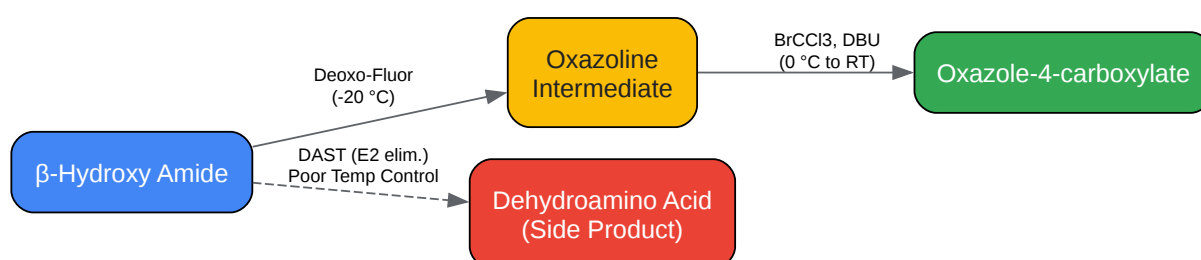 β-Hydroxy Amide
Deoxo-Fluor
(-20 °C)
DAST (E2 elim.)
Poor Temp Control
Oxazoline
Intermediate
Dehydroamino Acid
(Side Product)
BrCCl3, DBU
(0 °C to RT)
Oxazole-4-carboxylate